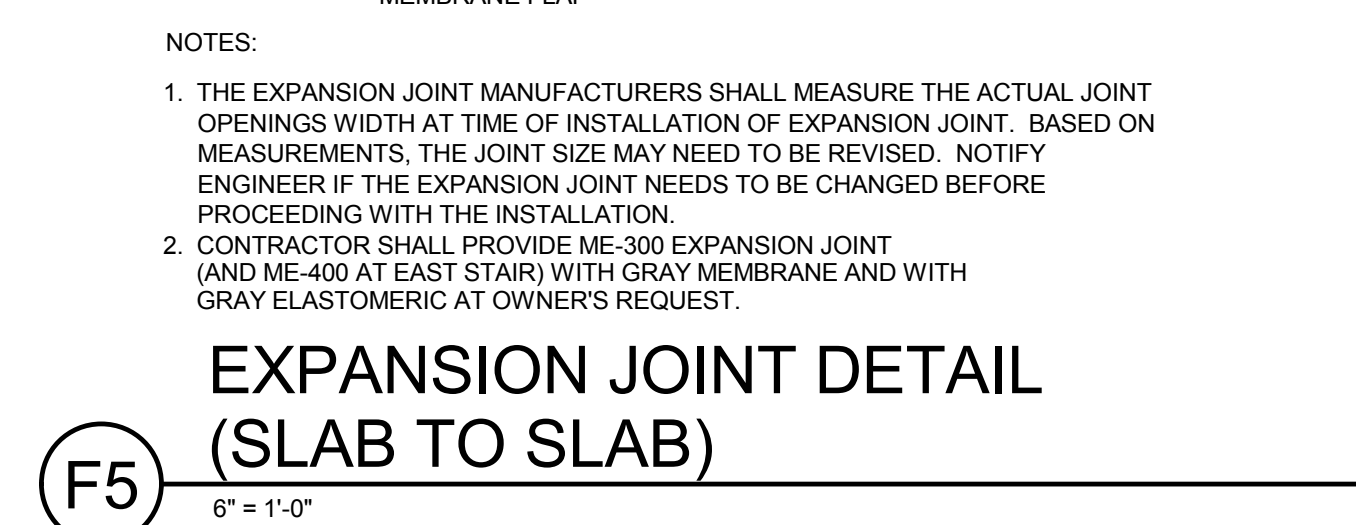 MEMBRANE FLAP
NOTES:
1. THE EXPANSION JOINT MANUFACTURERS SHALL MEASURE THE ACTUAL JOINT
OPENINGS WIDTH AT TIME OF INSTALLATION OF EXPANSION JOINT. BASED ON
MEASUREMENTS, THE JOINT SIZE MAY NEED TO BE REVISED. NOTIFY
ENGINEER IF THE EXPANSION JOINT NEEDS TO BE CHANGED BEFORE
PROCEEDING WITH THE INSTALLATION.
2. CONTRACTOR SHALL PROVIDE ME-300 EXPANSION JOINT
(AND ME-400 AT EAST STAIR) WITH GRAY MEMBRANE AND WITH
GRAY ELASTOMERIC AT OWNER'S REQUEST.
EXPANSION JOINT DETAIL
(SLAB TO SLAB)
F5
6" = 1'-0"